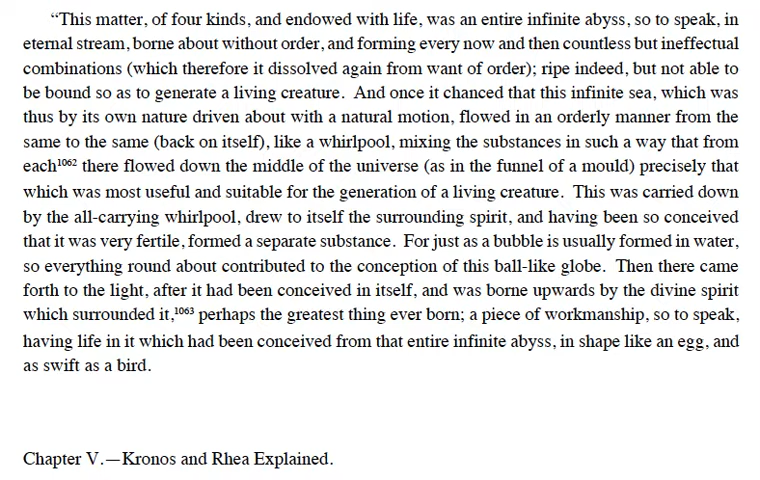 “This matter, of four kinds, and endowed with life, was an entire infinite abyss, so to speak, in
eternal stream, borne about without order, and forming every now and then countless but ineffectual
combinations (which therefore it dissolved again from want of order); ripe indeed, but not able to
be bound so as to generate a living creature. And once it chanced that this infinite sea, which was
thus by its own nature driven about with a natural motion, flowed in an orderly manner from the
same to the same (back on itself), like a whirlpool, mixing the substances in such a way that from
each1062 there flowed down the middle of the universe (as in the funnel of a mould) precisely that
which was most useful and suitable for the generation of a living creature. This was carried down
by the all-carrying whirlpool, drew to itself the surrounding spirit, and having been so conceived
that it was very fertile, formed a separate substance. For just as a bubble is usually formed in water,
so everything round about contributed to the conception of this ball-like globe. Then there came
forth to the light, after it had been conceived in itself, and was borne upwards by the divine spirit
which surrounded it,1063 perhaps the greatest thing ever born; a piece of workmanship, so to speak,
having life in it which had been conceived from that entire infinite abyss, in shape like an egg, and
as swift as a bird.
Chapter V.—Kronos and Rhea Explained.